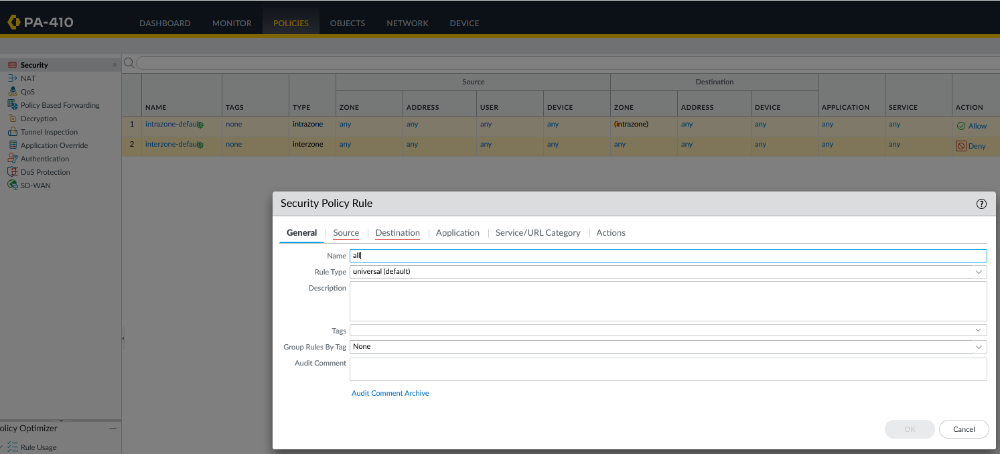 PA-410
DASHBOARD MONITOR POLICIES OBJECTS NETWORK DEVICE
Security
NAT
QoS
Policy Based Forwarding
Decryption
Tunnel Inspection
Application Override
Authentication
DoS Protection
SD-WAN
Source Destination
NAME TAGS TYPE ZONE ADDRESS USER DEVICE ZONE ADDRESS DEVICE APPLICATION SERVICE ACTION
1 intrazone-default none intrazone any any any any (intrazone) any any any any Allow
2 interzone-default none interzone any any any any any any any any any Deny
Security Policy Rule ?
General Source Destination Application Service/URL Category Actions
Name all
Rule Type universal (default)
Description
Tags
Group Rules By Tag None
Audit Comment
Audit Comment Archive
OK Cancel
olicy Optimizer
Rule Usage